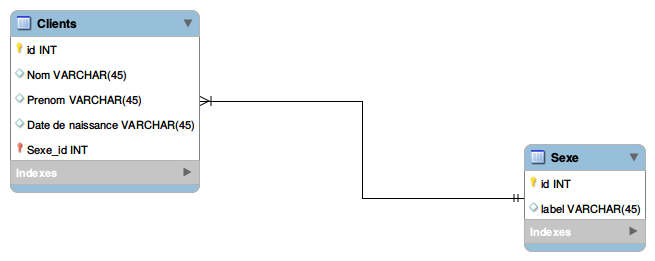 Clients
id INT
Nom VARCHAR(45)
Prenom VARCHAR(45)
Date de naissance VARCHAR(45)
Sexe_id INT
Indexes
Sexe
id INT
label VARCHAR(45)
Indexes